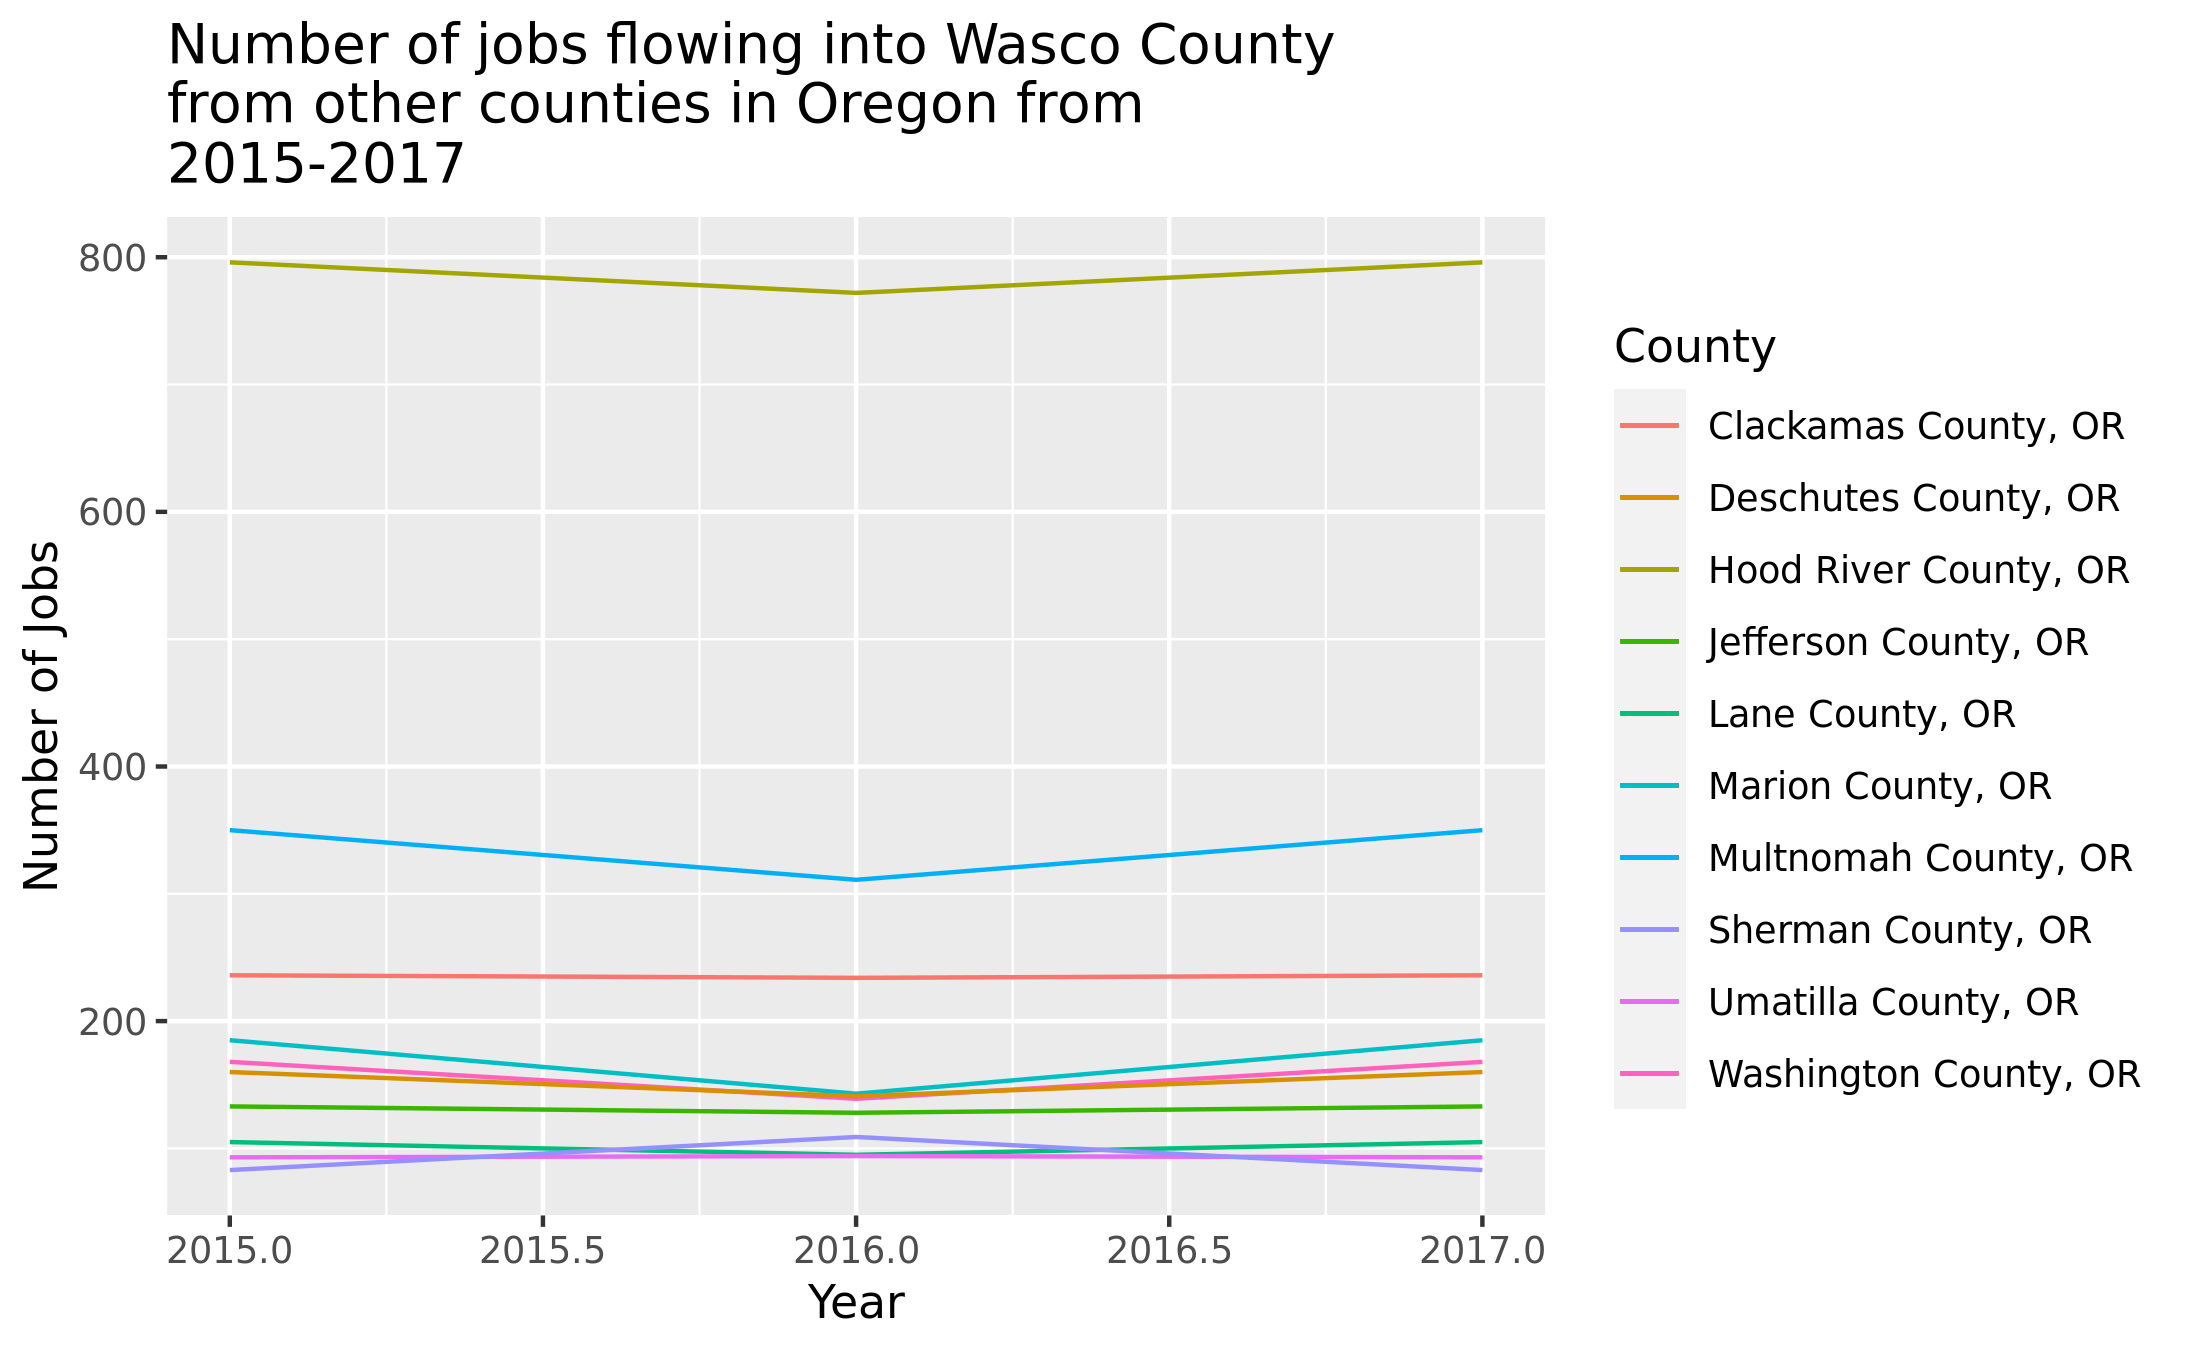 Number of jobs flowing into Wasco County
from other counties in Oregon from
2015-2017
800
600
400
200
Number of Jobs
2015.0
2015.5
2016.0
2016.5
2017.0
Year
County
Clackamas County, OR
Deschutes County, OR
Hood River County, OR
Jefferson County, OR
Lane County, OR
Marion County, OR
Multnomah County, OR
Sherman County, OR
Umatilla County, OR
Washington County, OR